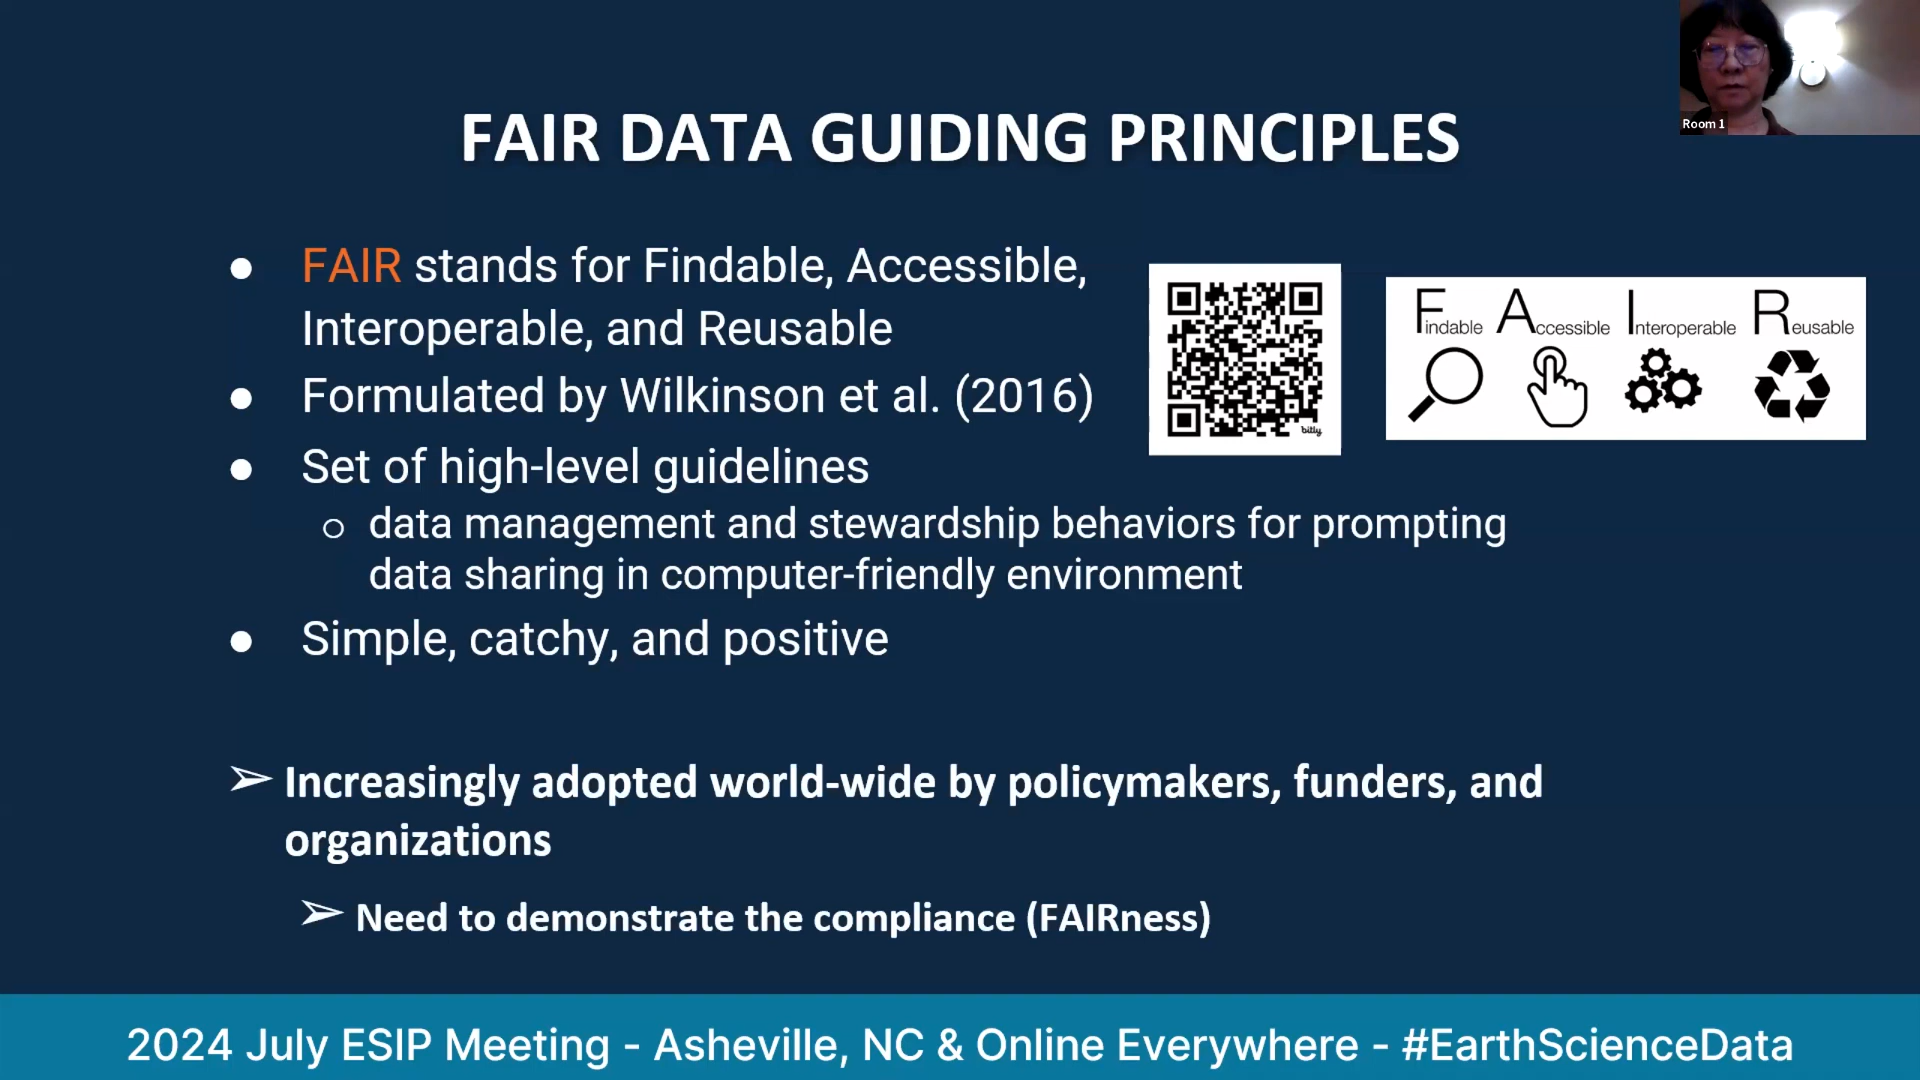 Room 1
FAIR DATA GUIDING PRINCIPLES
● FAIR stands for Findable, Accessible,
Interoperable, and Reusable
● Formulated by Wilkinson et al. (2016)
● Set of high-level guidelines
○ data management and stewardship behaviors for prompting
data sharing in computer-friendly environment
● Simple, catchy, and positive
bitly
Findable Accessible Interoperable Reusable
➢ Increasingly adopted world-wide by policymakers, funders, and
organizations
➢ Need to demonstrate the compliance (FAIRness)
2024 July ESIP Meeting - Asheville, NC & Online Everywhere - #EarthScienceData